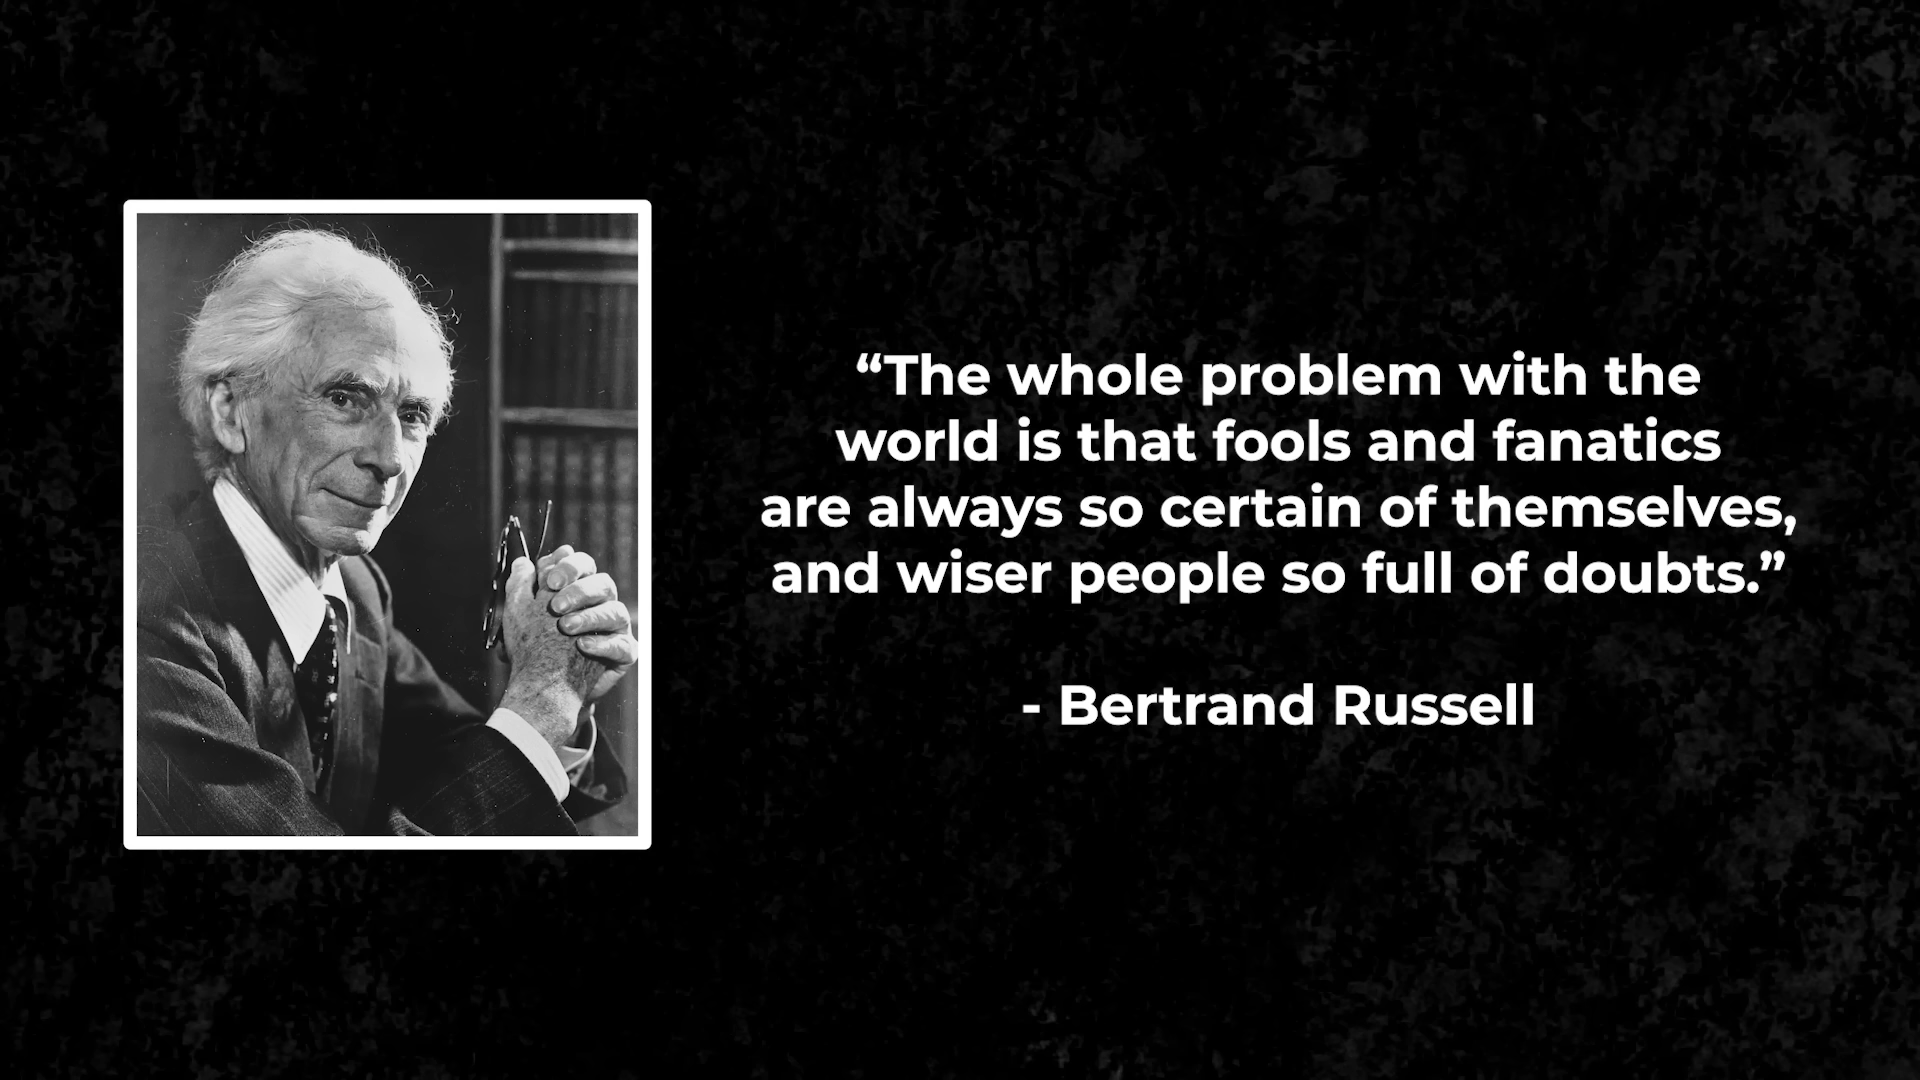 “The whole problem with the
world is that fools and fanatics
are always so certain of themselves,
and wiser people so full of doubts.”
- Bertrand Russell